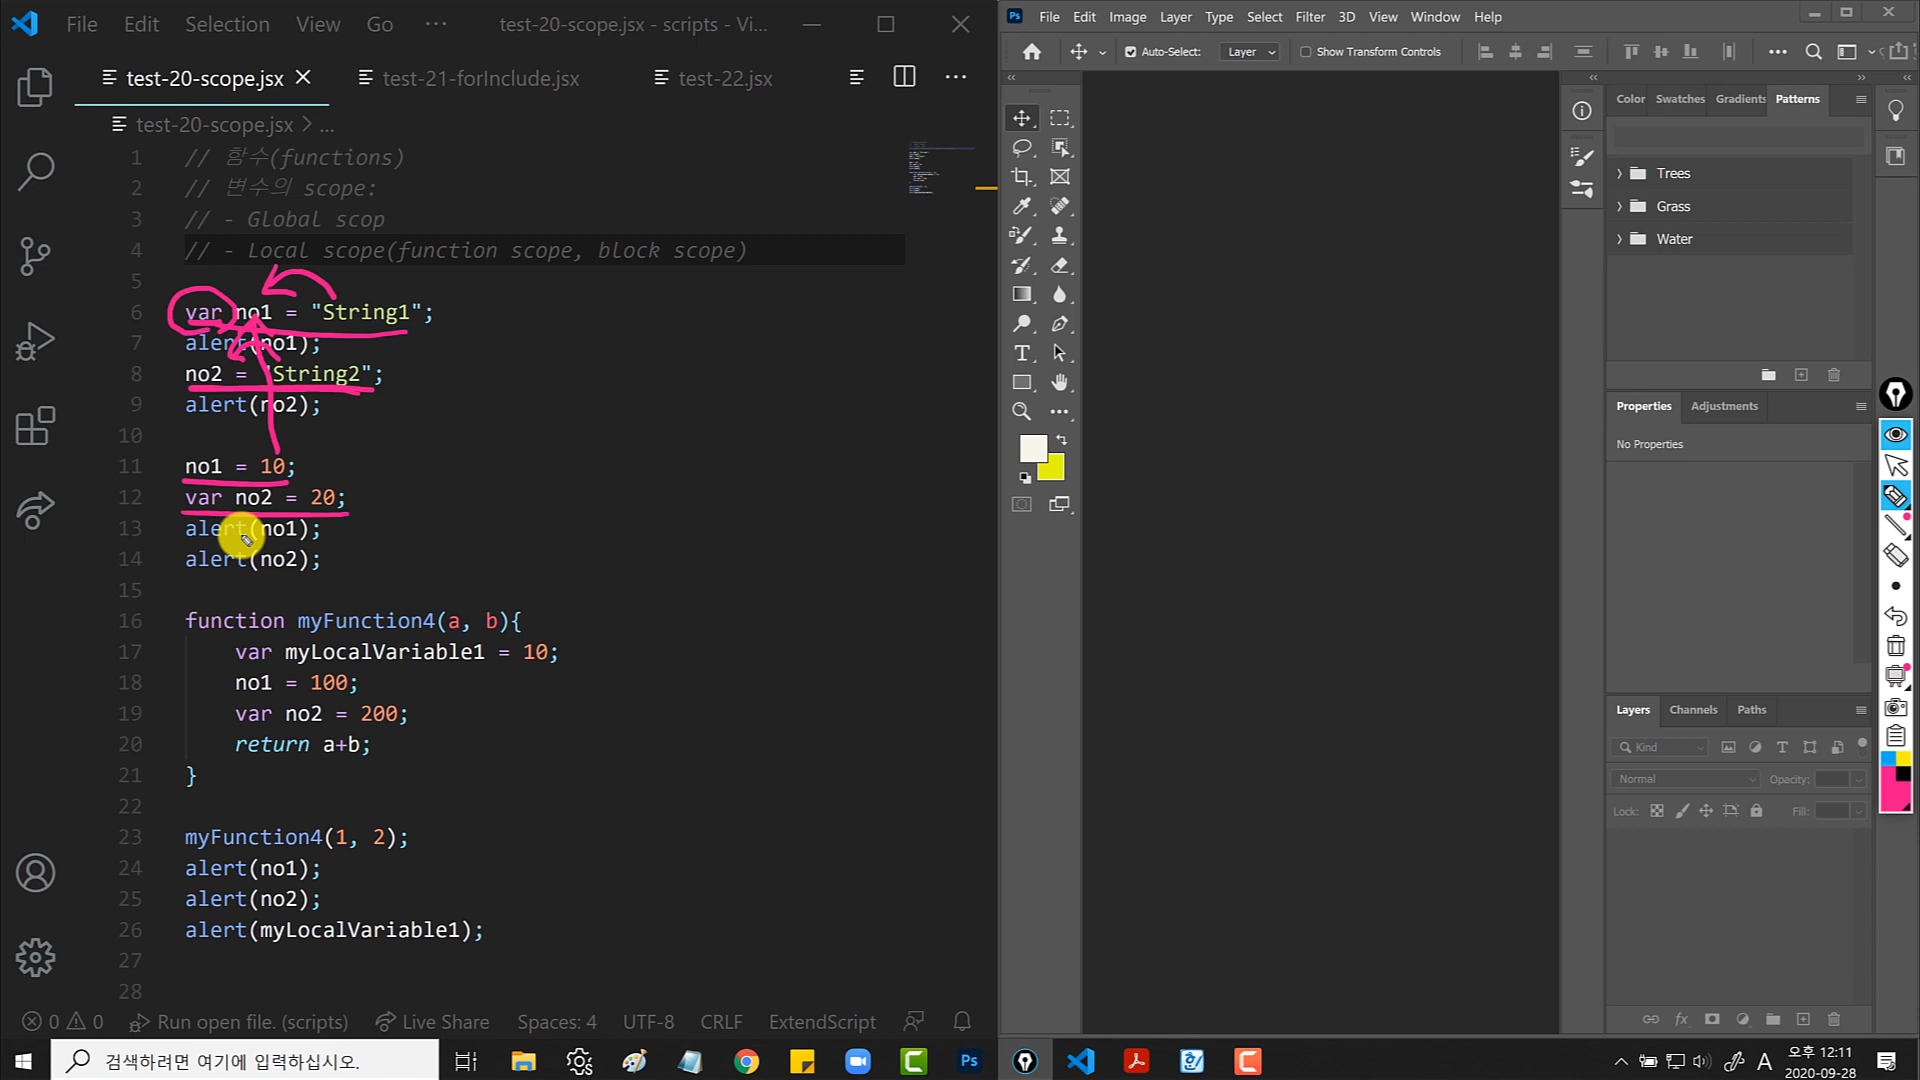 File Edit Selection View Go ··· test-20-scope.jsx - scripts - Vi...
test-20-scope.jsx test-21-forInclude.jsx test-22.jsx
test-20-scope.jsx > ...
1 // 함수(functions)
2 // 변수의 scope:
3 // - Global scop
4 // - Local scope(function scope, block scope)
5
6 var no1 = "String1";
7 alert(no1);
8 no2 = "String2";
9 alert(no2);
10
11 no1 = 10;
12 var no2 = 20;
13 alert(no1);
14 alert(no2);
15
16 function myFunction4(a, b){
17 var myLocalVariable1 = 10;
18 no1 = 100;
19 var no2 = 200;
20 return a+b;
21 }
22
23 myFunction4(1, 2);
24 alert(no1);
25 alert(no2);
26 alert(myLocalVariable1);
27
28
0 0 Run open file. (scripts) Live Share Spaces: 4 UTF-8 CRLF ExtendScript
Ps File Edit Image Layer Type Select Filter 3D View Window Help
Auto-Select: Layer Show Transform Controls
Color Swatches Gradients Patterns
Trees
Grass
Water
Properties Adjustments
No Properties
Layers Channels Paths
Kind
Normal Opacity:
Lock: Fill:
검색하려면 여기에 입력하십시오.
Ps
A 오후 12:11
2020-09-28